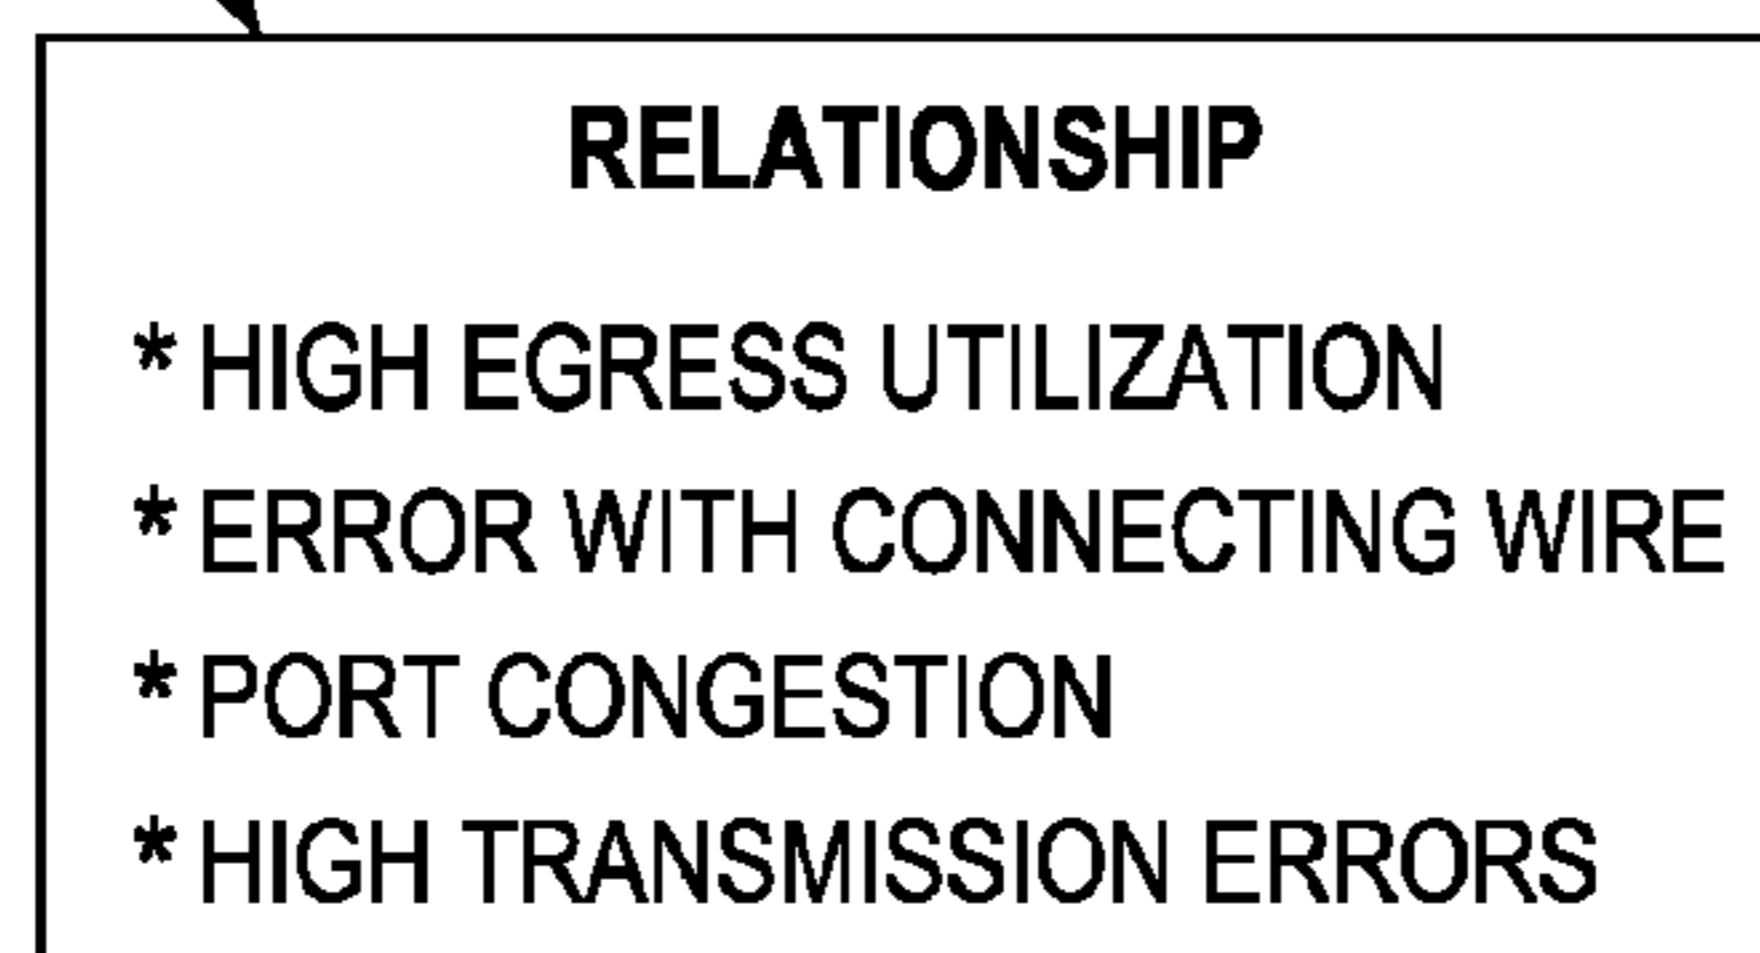 RELATIONSHIP
* HIGH EGRESS UTILIZATION
* ERROR WITH CONNECTING WIRE
* PORT CONGESTION
* HIGH TRANSMISSION ERRORS